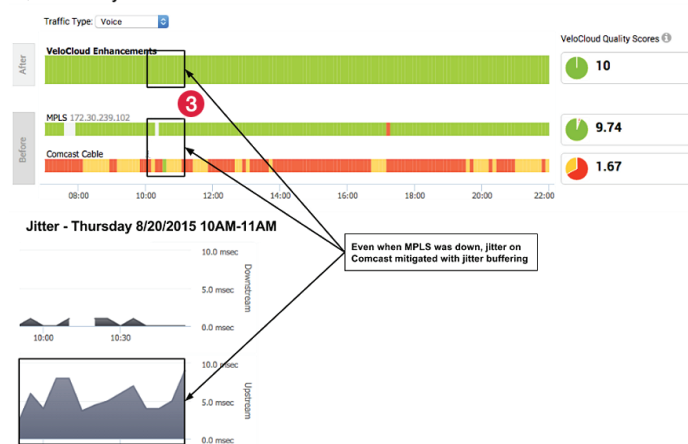 Traffic Type: Voice
VeloCloud Quality Scores
After
VeloCloud Enhancements
10
3
Before
MPLS 172.30.239.102
9.74
Comcast Cable
1.67
08:00 10:00 12:00 14:00 16:00 18:00 20:00 22:00
Jitter - Thursday 8/20/2015 10AM-11AM
Even when MPLS was down, jitter on
Comcast mitigated with jitter buffering
10.0 msec
5.0 msec
0.0 msec
Downstream
10:00 10:30
10.0 msec
5.0 msec
0.0 msec
Upstream